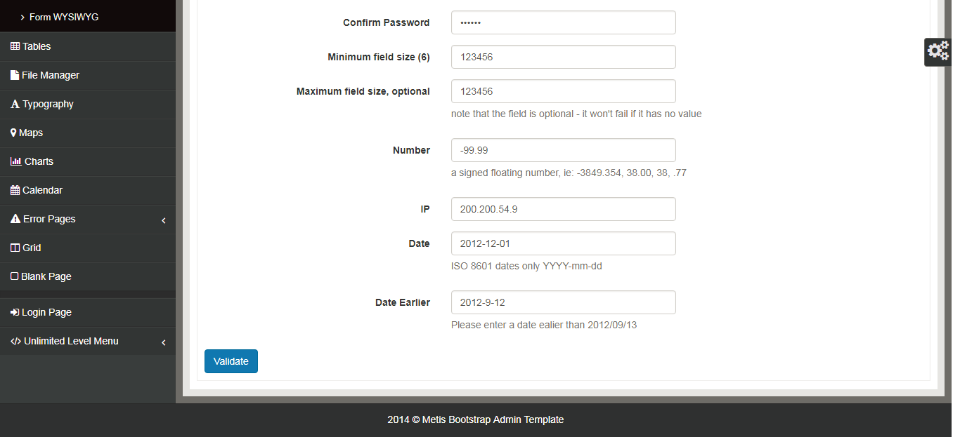 Form WYSIWYG
Tables
File Manager
Typography
Maps
Charts
Calendar
Error Pages
Grid
Blank Page
Login Page
Unlimited Level Menu
Confirm Password ••••••
Minimum field size (6) 123456
Maximum field size, optional 123456
note that the field is optional - it won't fail if it has no value
Number -99.99
a signed floating number, ie: -3849.354, 38.00, 38, .77
IP 200.200.54.9
Date 2012-12-01
ISO 8601 dates only YYYY-mm-dd
Date Earlier 2012-9-12
Please enter a date ealier than 2012/09/13
Validate
2014 © Metis Bootstrap Admin Template